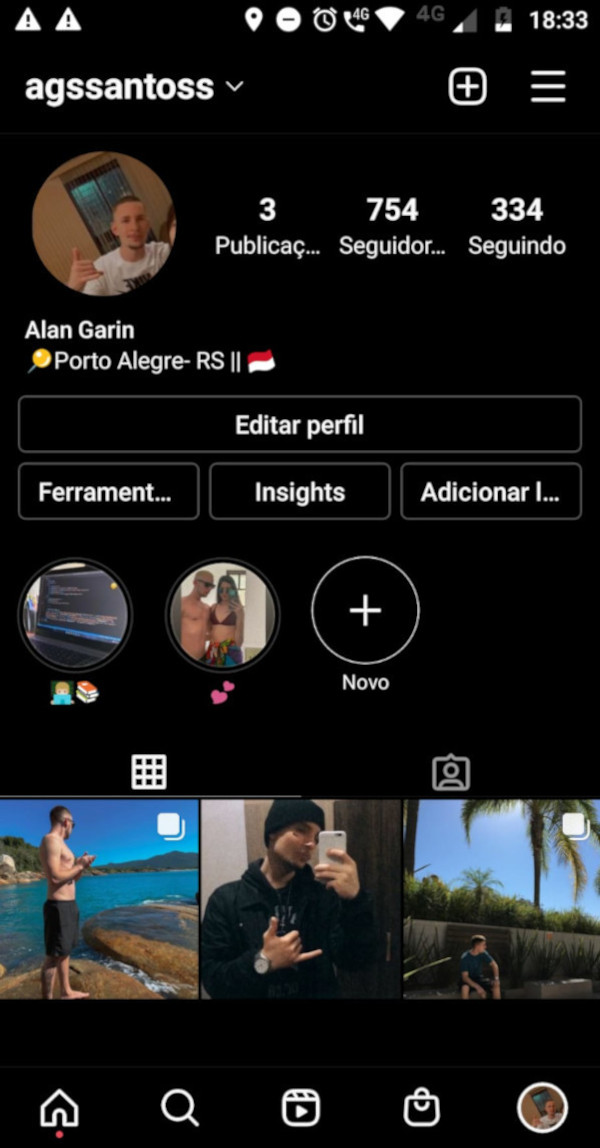 4G 4G 18:33
agssantoss
3 754 334
Publicaç... Seguidor... Seguindo
Alan Garin
Porto Alegre- RS ||
Editar perfil
Ferrament... Insights Adicionar l...
Novo